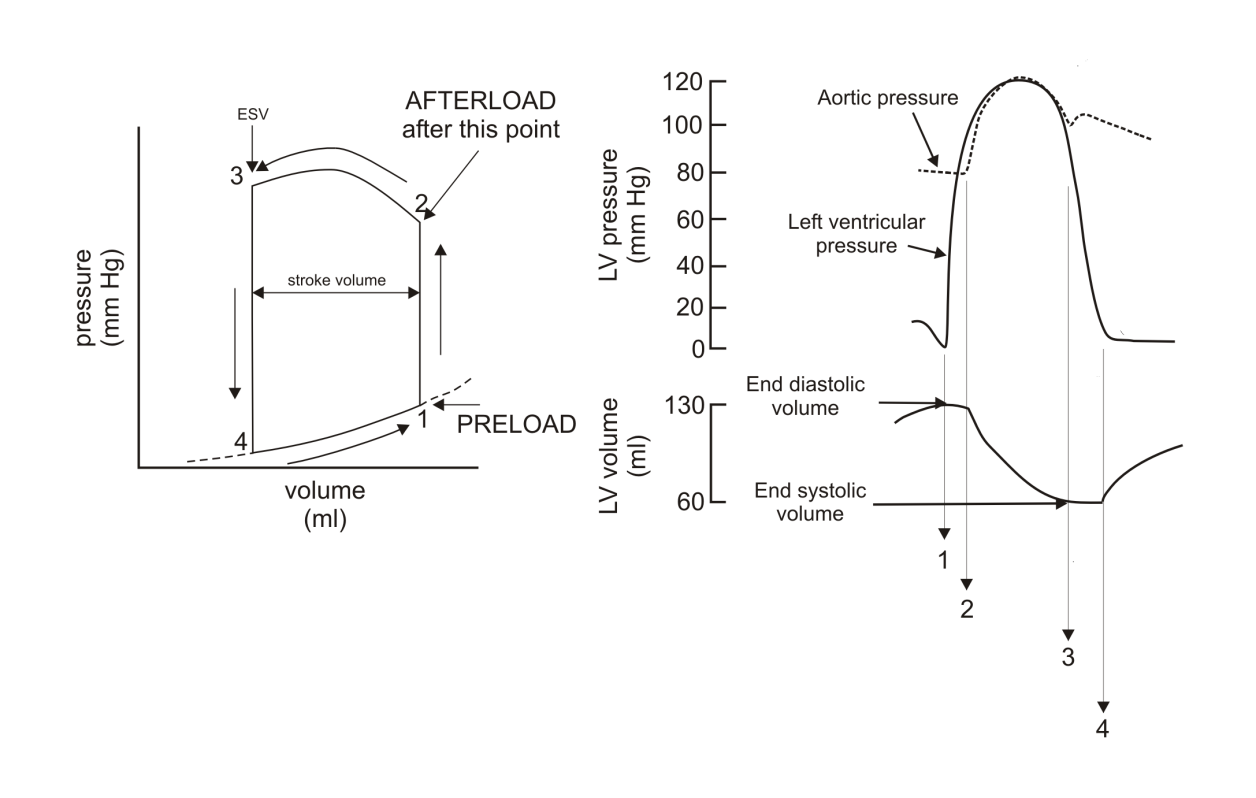 ESV
AFTERLOAD
after this point
3
2
stroke volume
pressure
(mm Hg)
4
1
PRELOAD
volume
(ml)
LV pressure
(mm Hg)
120
100
80
60
40
20
0
Aortic pressure
Left ventricular
pressure
LV volume
(ml)
130
60
End diastolic
volume
End systolic
volume
1
2
3
4